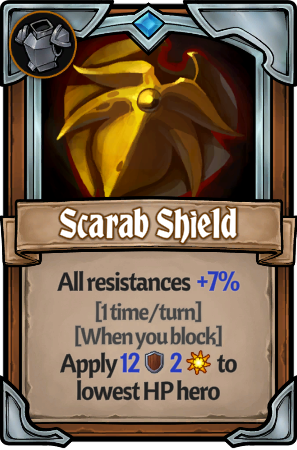 Scarab Shield
All resistances +7%
[1 time/turn]
[When you block]
Apply 12 2 to
lowest HP hero